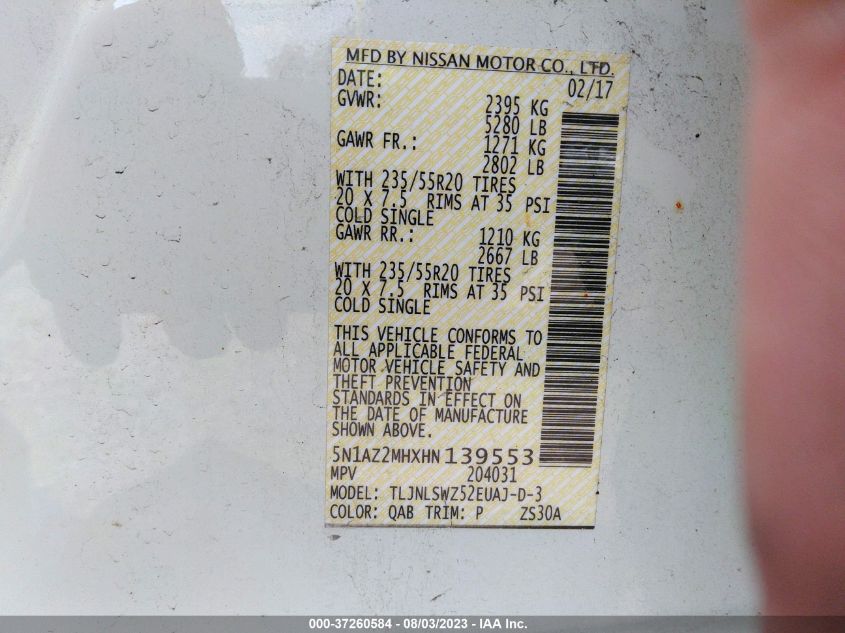 MFD BY NISSAN MOTOR CO., LTD.
DATE: 02/17
GVWR: 2395 KG
5280 LB
GAWR FR.: 1271 KG
2802 LB
WITH 235/55R20 TIRES
20 X 7.5 RIMS AT 35 PSI
COLD SINGLE
GAWR RR.: 1210 KG
2667 LB
WITH 235/55R20 TIRES
20 X 7.5 RIMS AT 35 PSI
COLD SINGLE
THIS VEHICLE CONFORMS TO
ALL APPLICABLE FEDERAL
MOTOR VEHICLE SAFETY AND
THEFT PREVENTION
STANDARDS IN EFFECT ON
THE DATE OF MANUFACTURE
SHOWN ABOVE.
5N1AZ2MHXHN139553
MPV 204031
MODEL: TLJNLSWZ52EUAJ-D-3
COLOR: QAB TRIM: P ZS30A
000-37260584 - 08/03/2023 - IAA Inc.